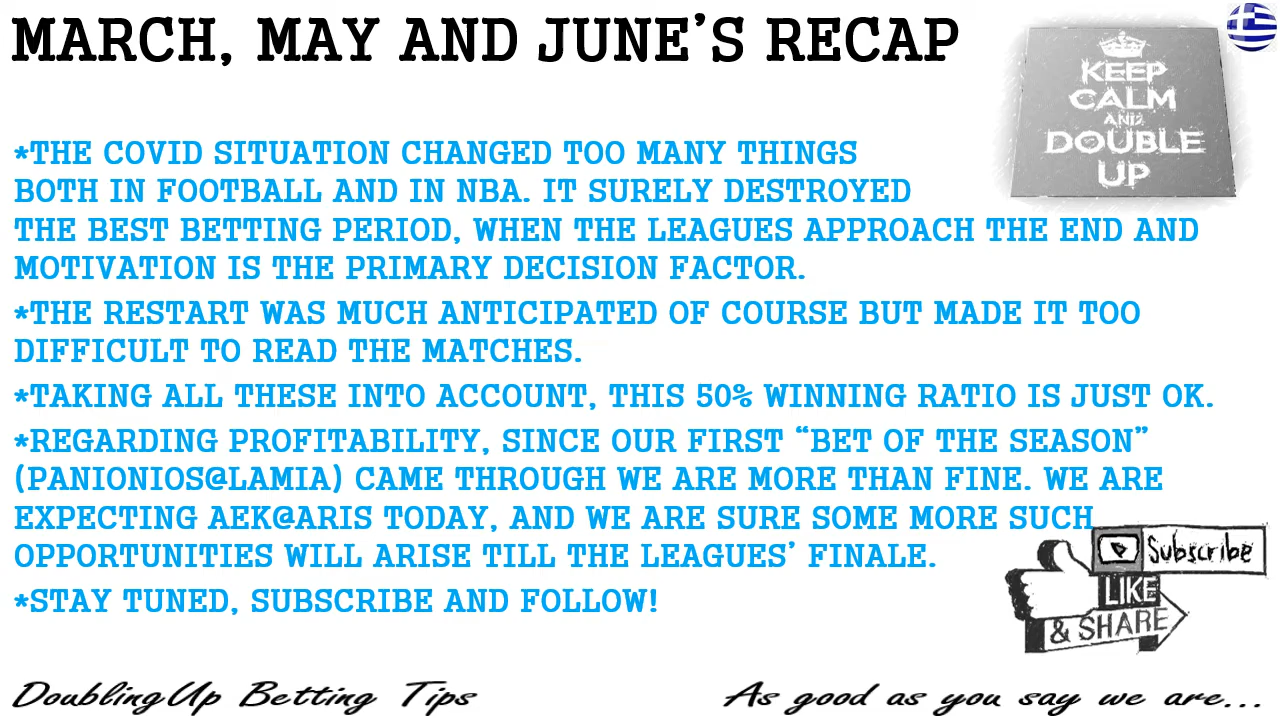 MARCH, MAY AND JUNE’S RECAP
KEEP
CALM
AND
DOUBLE
UP
*THE COVID SITUATION CHANGED TOO MANY THINGS
BOTH IN FOOTBALL AND IN NBA. IT SURELY DESTROYED
THE BEST BETTING PERIOD, WHEN THE LEAGUES APPROACH THE END AND
MOTIVATION IS THE PRIMARY DECISION FACTOR.
*THE RESTART WAS MUCH ANTICIPATED OF COURSE BUT MADE IT TOO
DIFFICULT TO READ THE MATCHES.
*TAKING ALL THESE INTO ACCOUNT, THIS 50% WINNING RATIO IS JUST OK.
*REGARDING PROFITABILITY, SINCE OUR FIRST “BET OF THE SEASON”
(PANIONIOS@LAMIA) CAME THROUGH WE ARE MORE THAN FINE. WE ARE
EXPECTING AEK@ARIS TODAY, AND WE ARE SURE SOME MORE SUCH
OPPORTUNITIES WILL ARISE TILL THE LEAGUES’ FINALE.
*STAY TUNED, SUBSCRIBE AND FOLLOW!
Subscribe
LIKE
& SHARE
DoublingUp Betting Tips
As good as you say we are...